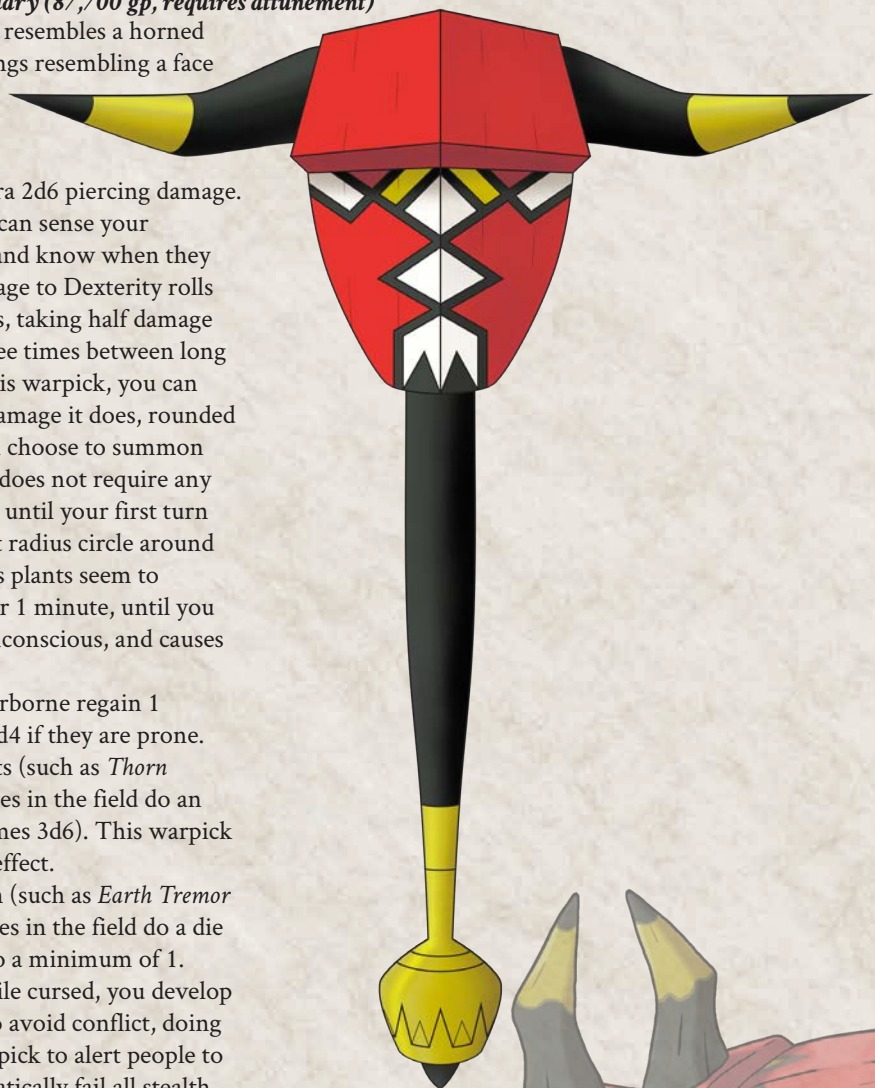 dary (87,700 gp, requires attunement)
resembles a horned
ngs resembling a face
ra 2d6 piercing damage.
can sense your
and know when they
age to Dexterity rolls
s, taking half damage
ee times between long
is warpick, you can
amage it does, rounded
choose to summon
does not require any
until your first turn
t radius circle around
s plants seem to
r 1 minute, until you
nconscious, and causes
rborne regain 1
d4 if they are prone.
ts (such as Thorn
es in the field do an
mes 3d6). This warpick
effect.
n (such as Earth Tremor
es in the field do a die
o a minimum of 1.
ile cursed, you develop
o avoid conflict, doing
pick to alert people to
atically fail all stealth